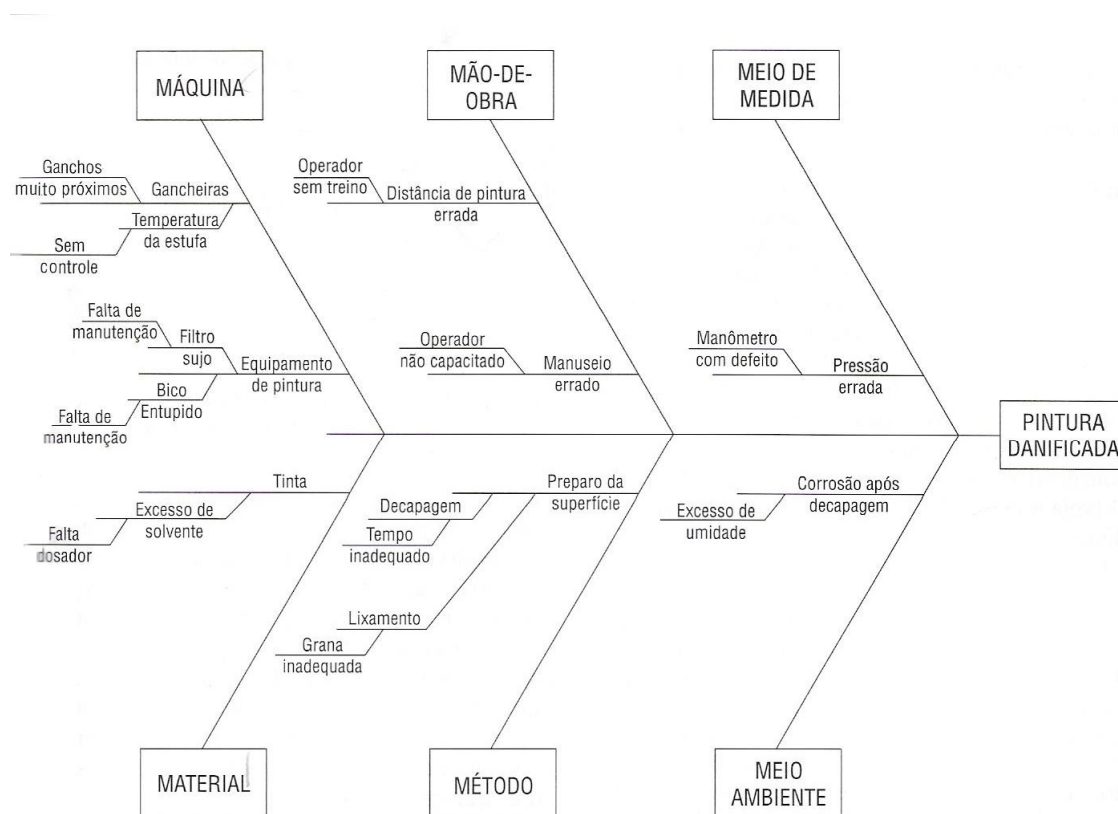 MÁQUINA
MÃO-DE-
OBRA
MEIO DE
MEDIDA
Ganchos
muito próximos
Gancheiras
Temperatura
da estufa
Sem
controle
Falta de
manutenção
Filtro
sujo
Equipamento
de pintura
Bico
Entupido
Falta de
manutenção
Operador
sem treino
Distância de pintura
errada
Operador
não capacitado
Manuseio
errado
Manômetro
com defeito
Pressão
errada
PINTURA
DANIFICADA
Tinta
Excesso de
solvente
Falta
dosador
Preparo da
superfície
Decapagem
Tempo
inadequado
Lixamento
Grana
inadequada
Corrosão após
decapagem
Excesso de
umidade
MATERIAL
MÉTODO
MEIO
AMBIENTE